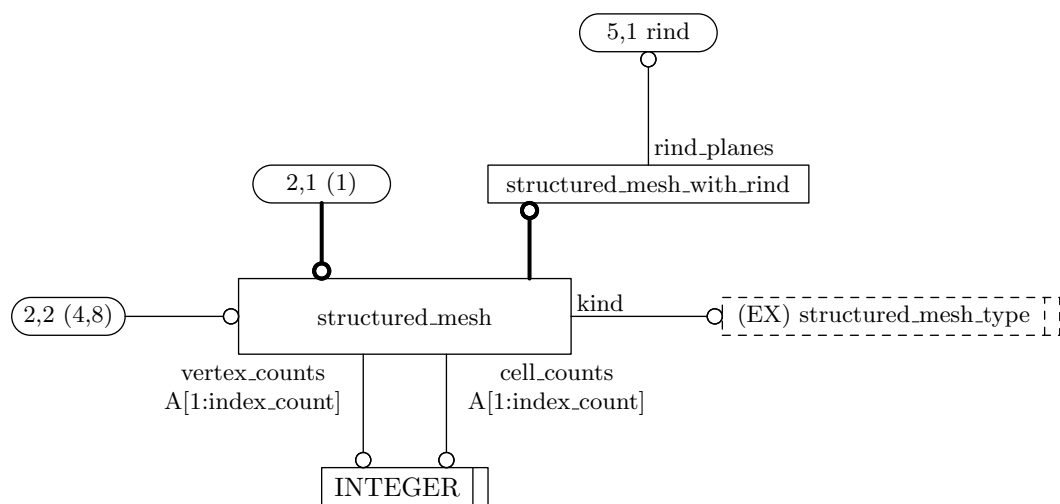 5,1 rind
rind_planes
2,1 (1)
structured_mesh_with_rind
2,2 (4,8)
structured_mesh
kind
(EX) structured_mesh_type
vertex_counts
A[1:index_count]
cell_counts
A[1:index_count]
INTEGER